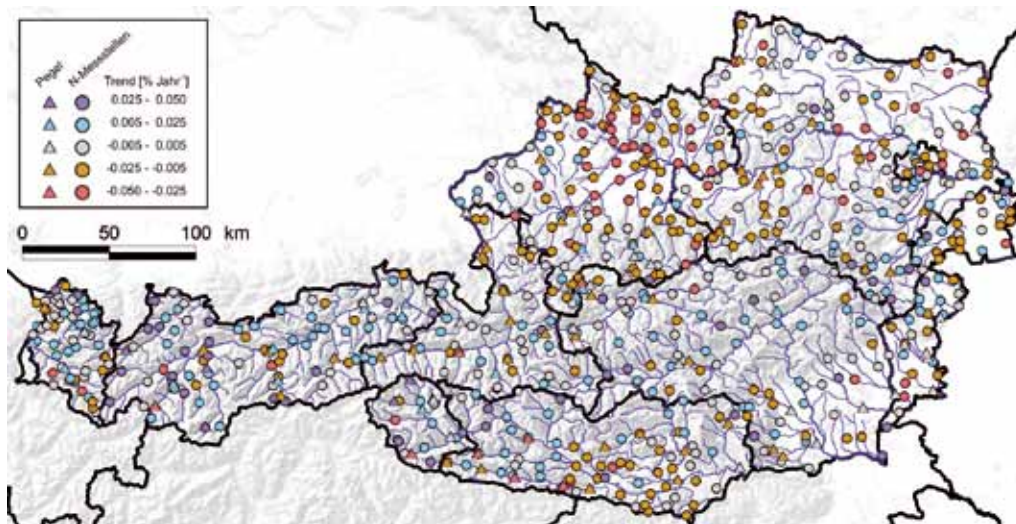 Pegel
N-Messstellen
Trend [% Jahr⁻¹]
0.025 - 0.050
0.005 - 0.025
-0.005 - 0.005
-0.025 - -0.005
-0.050 - -0.025
0 50 100 km